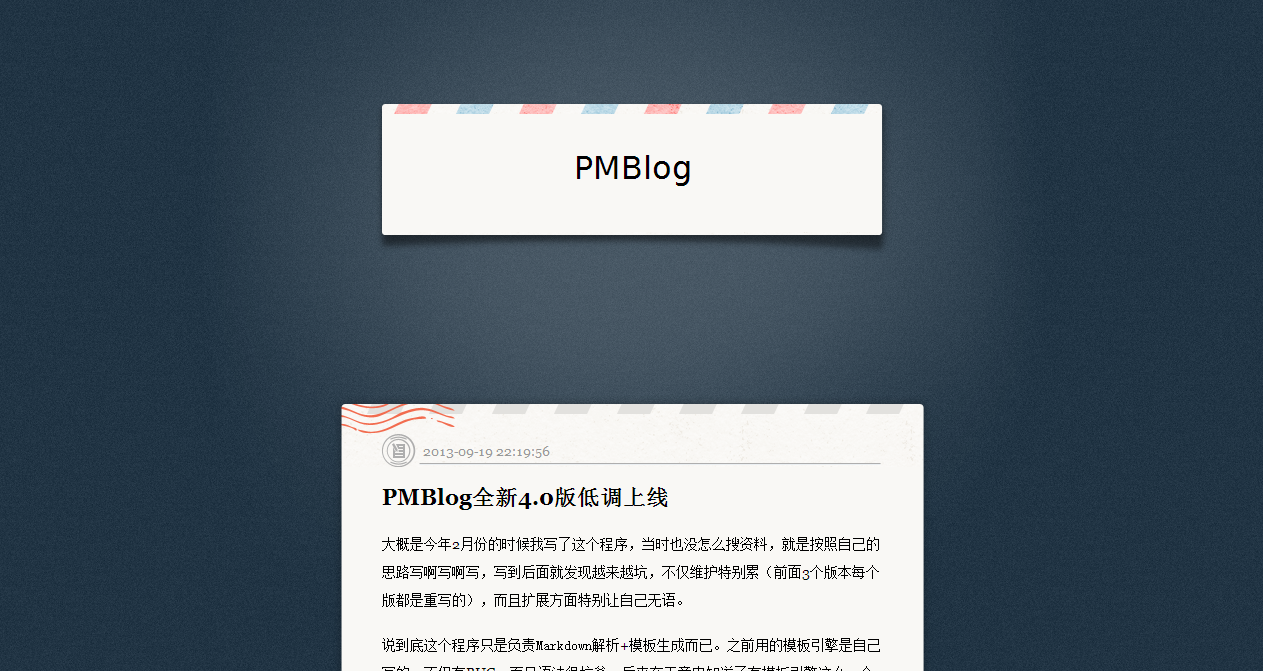 PMBlog
2013-09-19 22:19:56
PMBlog全新4.0版低调上线
大概是今年2月份的时候我写了这个程序，当时也没怎么搜资料，就是按照自己的
思路写啊写啊写，写到后面就发现越来越坑，不仅维护特别累（前面3个版本每个
版都是重写的），而且扩展方面特别让自己无语。
说到底这个程序只是负责Markdown解析+模板生成而已。之前用的模板引擎是自己